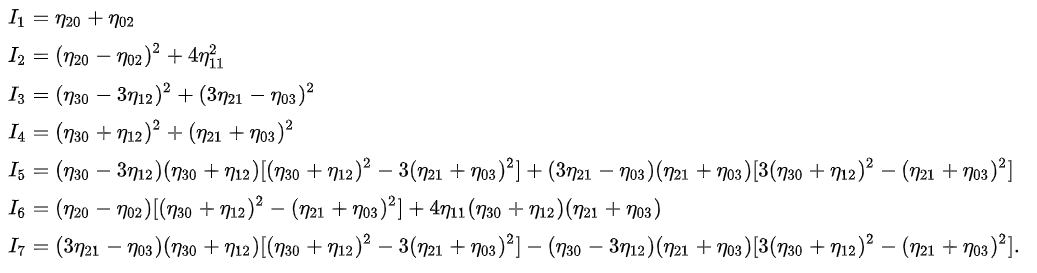 I₁ = η₂₀ + η₀₂
I₂ = (η₂₀ − η₀₂)² + 4η₁₁²
I₃ = (η₃₀ − 3η₁₂)² + (3η₂₁ − η₀₃)²
I₄ = (η₃₀ + η₁₂)² + (η₂₁ + η₀₃)²
I₅ = (η₃₀ − 3η₁₂)(η₃₀ + η₁₂)[(η₃₀ + η₁₂)² − 3(η₂₁ + η₀₃)²] + (3η₂₁ − η₀₃)(η₂₁ + η₀₃)[3(η₃₀ + η₁₂)² − (η₂₁ + η₀₃)²]
I₆ = (η₂₀ − η₀₂)[(η₃₀ + η₁₂)² − (η₂₁ + η₀₃)²] + 4η₁₁(η₃₀ + η₁₂)(η₂₁ + η₀₃)
I₇ = (3η₂₁ − η₀₃)(η₃₀ + η₁₂)[(η₃₀ + η₁₂)² − 3(η₂₁ + η₀₃)²] − (η₃₀ − 3η₁₂)(η₂₁ + η₀₃)[3(η₃₀ + η₁₂)² − (η₂₁ + η₀₃)²].